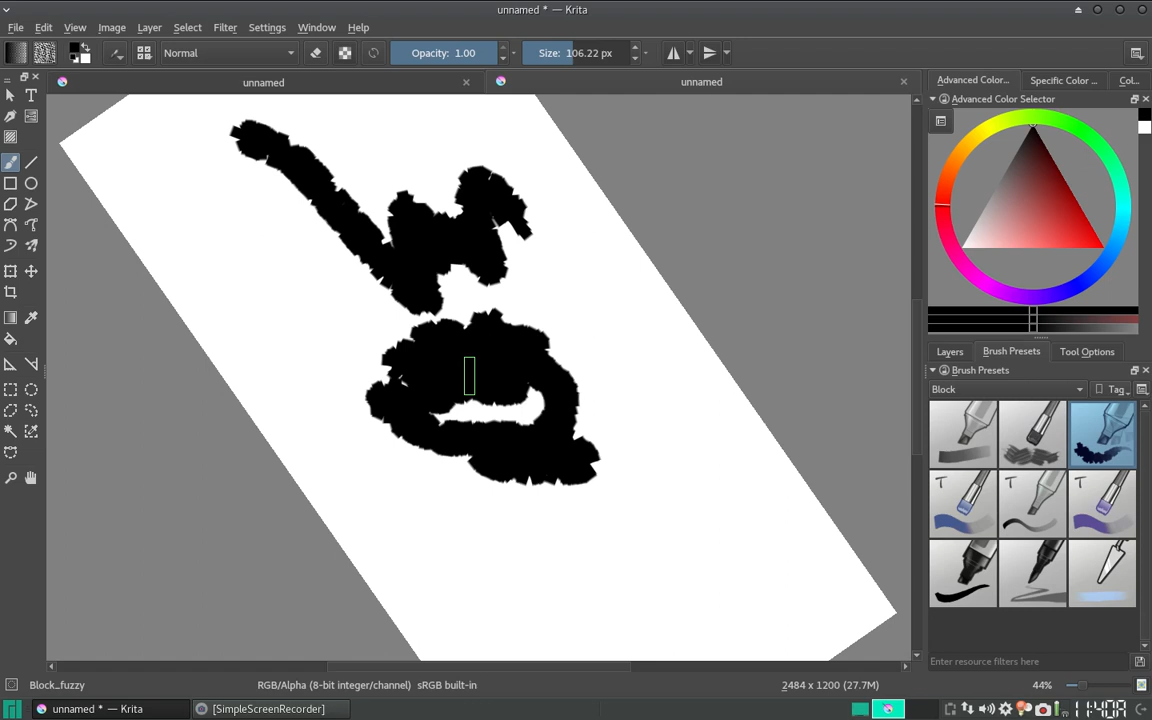 unnamed * — Krita
File Edit View Image Layer Select Filter Settings Window Help
Normal Opacity: 1.00 Size: 106.22 px
unnamed unnamed
Advanced Color... Specific Color ... Col...
Advanced Color Selector
Layers Brush Presets Tool Options
Brush Presets
Block Tag
T T T
Enter resource filters here
Block_fuzzy RGB/Alpha (8-bit integer/channel) sRGB built-in 2484 x 1200 (27.7M) 44%
unnamed * — Krita [SimpleScreenRecorder]